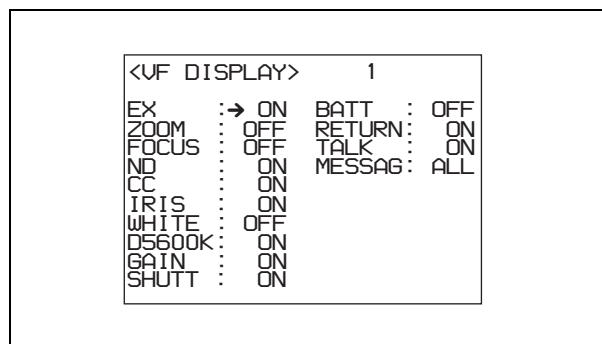 <VF DISPLAY> 1
EX :→ ON BATT : OFF
ZOOM : OFF RETURN: ON
FOCUS : OFF TALK : ON
ND : ON MESSAG: ALL
CC : ON
IRIS : ON
WHITE : OFF
D5600K: ON
GAIN : ON
SHUTT : ON